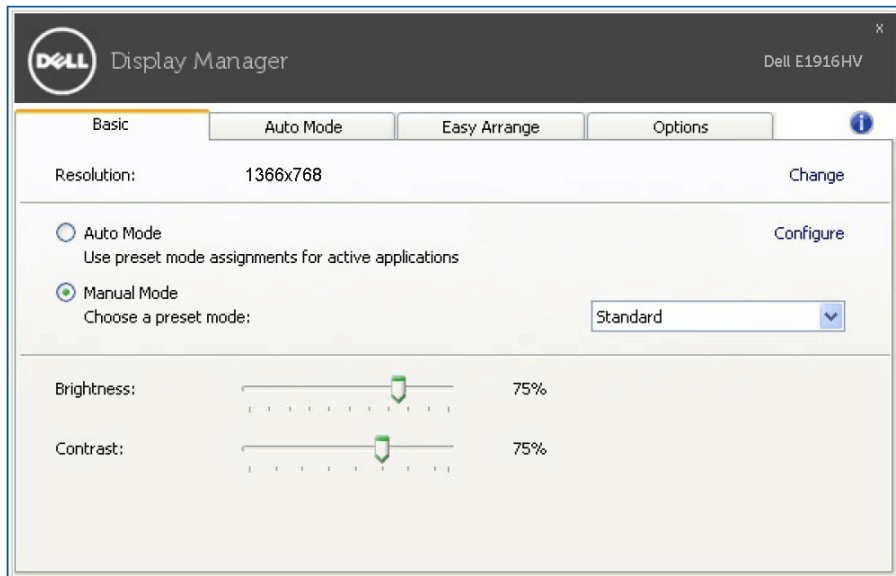 DELL Display Manager
x
Dell E1916HV
Basic Auto Mode Easy Arrange Options i
Resolution: 1366x768 Change
Auto Mode Configure
Use preset mode assignments for active applications
Manual Mode
Choose a preset mode: Standard
Brightness: 75%
Contrast: 75%